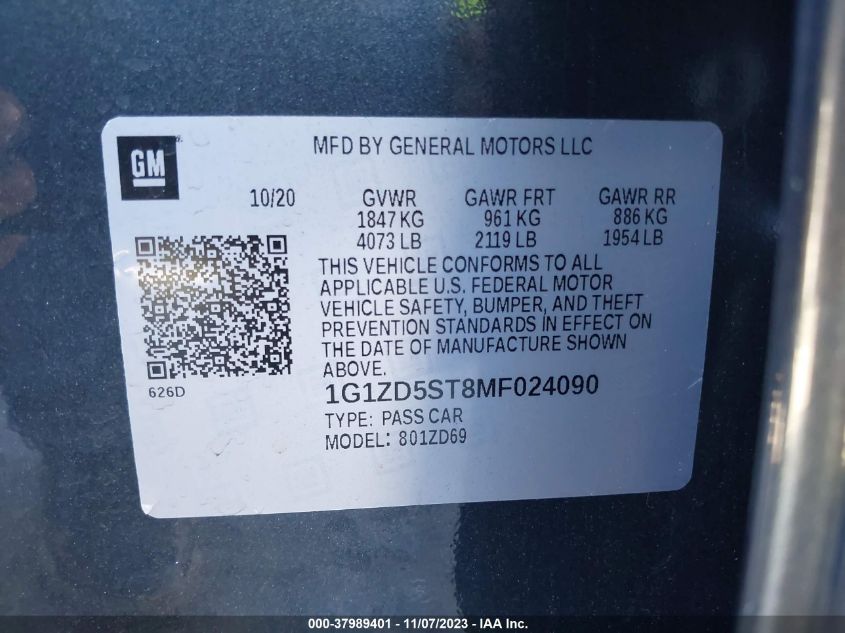 GM
MFD BY GENERAL MOTORS LLC
10/20 GVWR GAWR FRT GAWR RR
1847 KG 961 KG 886 KG
4073 LB 2119 LB 1954 LB
THIS VEHICLE CONFORMS TO ALL
APPLICABLE U.S. FEDERAL MOTOR
VEHICLE SAFETY, BUMPER, AND THEFT
PREVENTION STANDARDS IN EFFECT ON
THE DATE OF MANUFACTURE SHOWN
ABOVE.
626D
1G1ZD5ST8MF024090
TYPE: PASS CAR
MODEL: 801ZD69
000-37989401 - 11/07/2023 - IAA Inc.